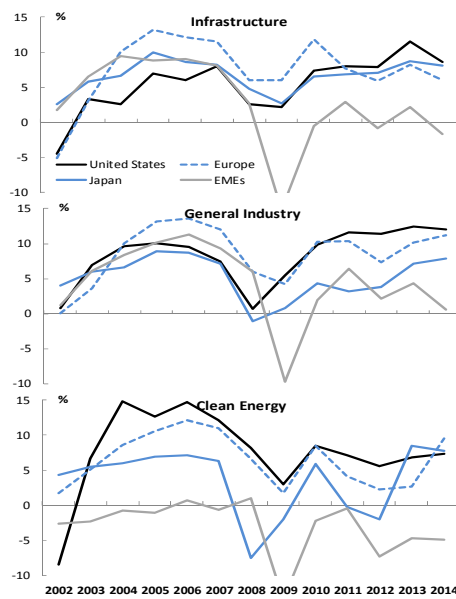 %
Infrastructure
15
10
5
0
-5
-10
United States
Europe
Japan
EMEs
General Industry
%
15
10
5
0
-5
-10
%
Clean Energy
15
10
5
0
-5
-10
2002 2003 2004 2005 2006 2007 2008 2009 2010 2011 2012 2013 2014